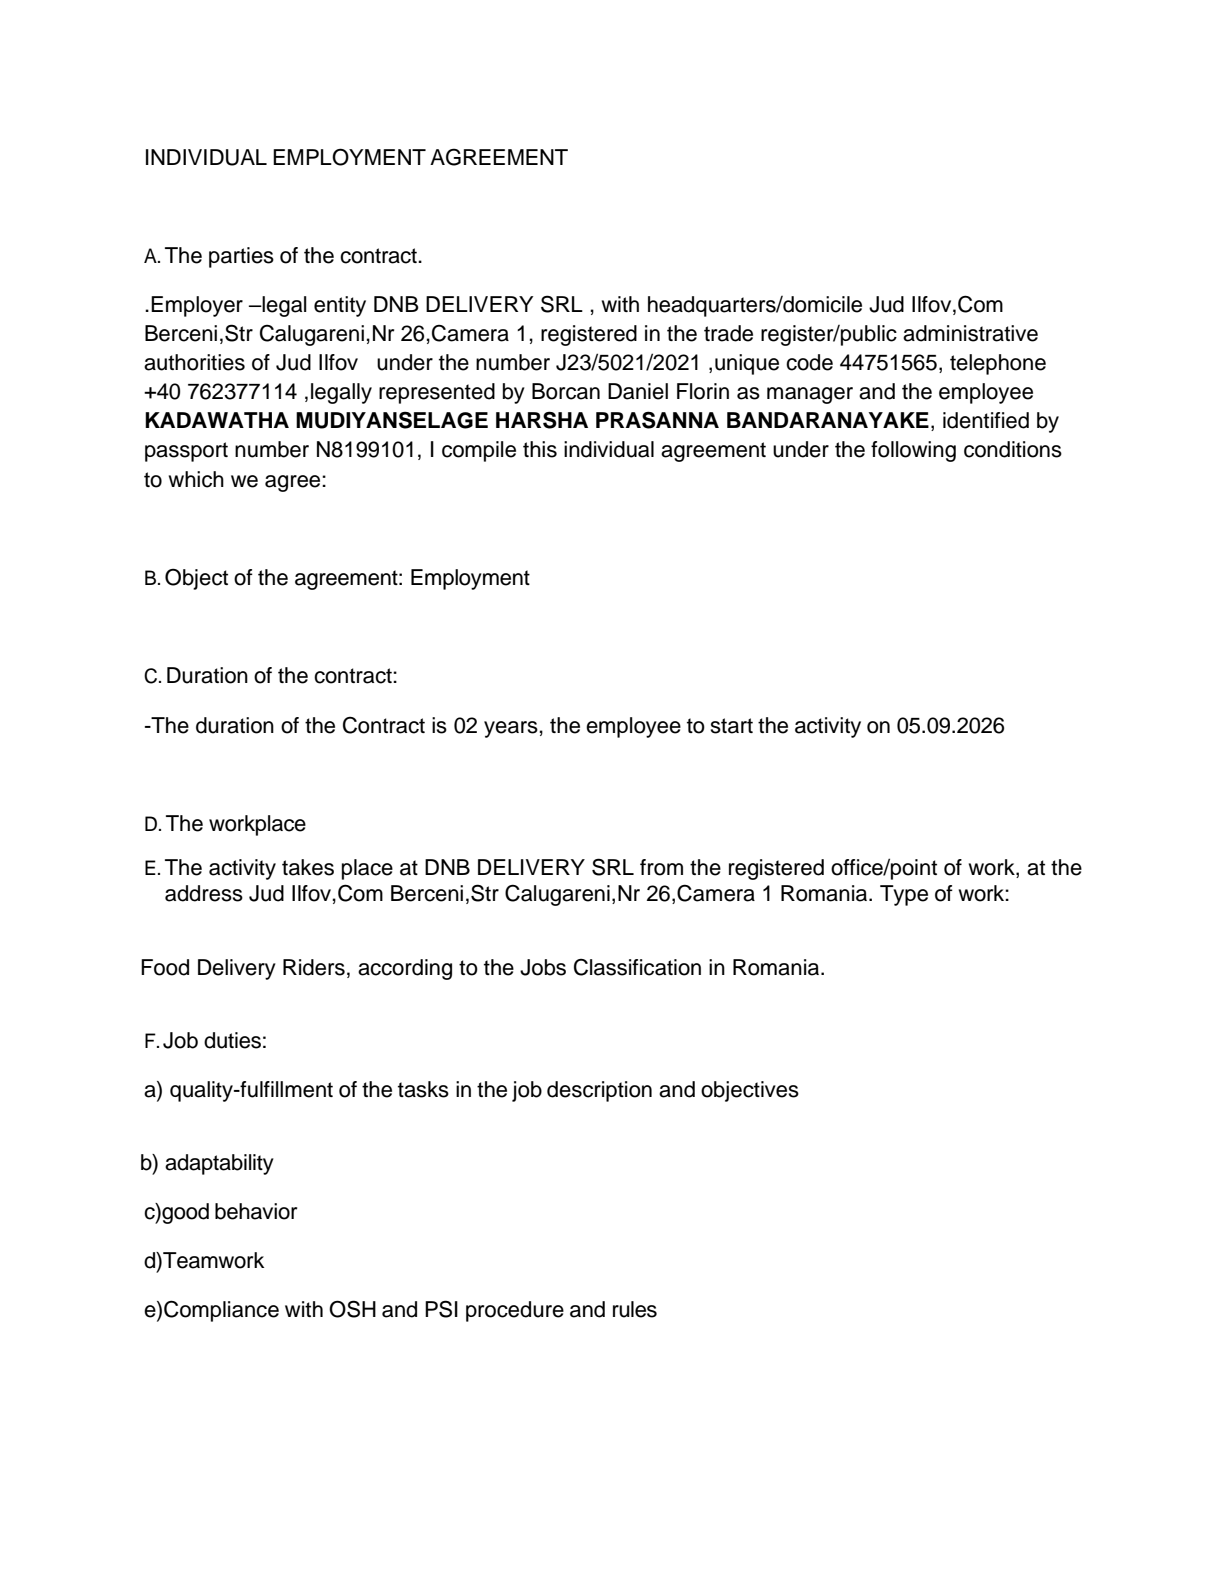 INDIVIDUAL EMPLOYMENT AGREEMENT
A. The parties of the contract.
.Employer –legal entity DNB DELIVERY SRL , with headquarters/domicile Jud Ilfov,Com
Berceni,Str Calugareni,Nr 26,Camera 1, registered in the trade register/public administrative
authorities of Jud Ilfov under the number J23/5021/2021 ,unique code 44751565, telephone
+40 762377114 ,legally represented by Borcan Daniel Florin as manager and the employee
KADAWATHA MUDIYANSELAGE HARSHA PRASANNA BANDARANAYAKE, identified by
passport number N8199101, I compile this individual agreement under the following conditions
to which we agree:
B. Object of the agreement: Employment
C. Duration of the contract:
-The duration of the Contract is 02 years, the employee to start the activity on 05.09.2026
D. The workplace
E. The activity takes place at DNB DELIVERY SRL from the registered office/point of work, at the
address Jud Ilfov,Com Berceni,Str Calugareni,Nr 26,Camera 1 Romania. Type of work:
Food Delivery Riders, according to the Jobs Classification in Romania.
F. Job duties:
a) quality-fulfillment of the tasks in the job description and objectives
b) adaptability
c)good behavior
d)Teamwork
e)Compliance with OSH and PSI procedure and rules